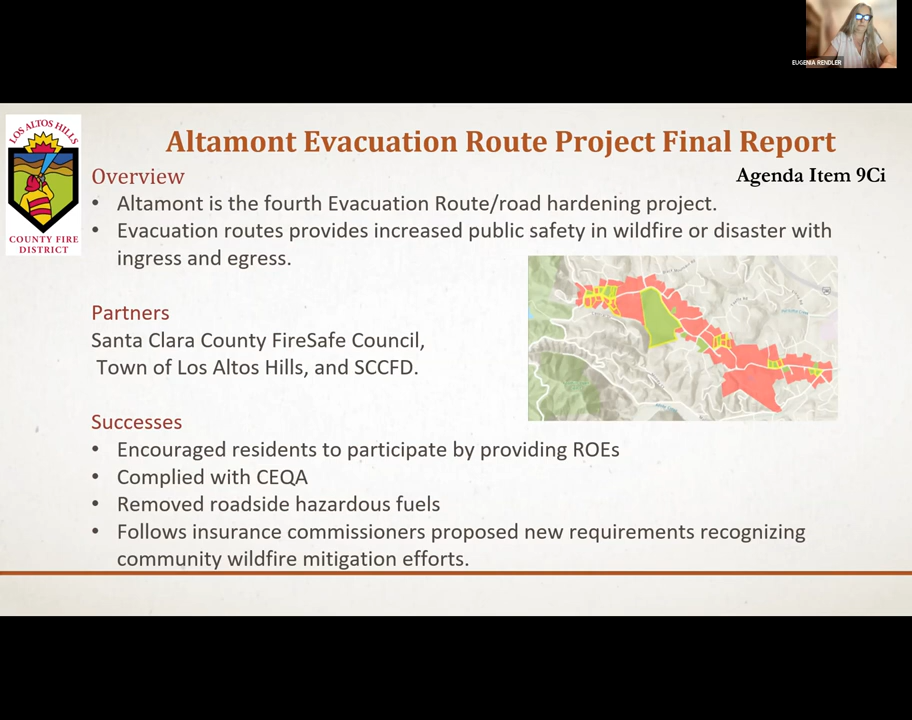 EUGENIA RENDLER
LOS ALTOS HILLS
COUNTY FIRE
DISTRICT
Altamont Evacuation Route Project Final Report
Agenda Item 9Ci
Overview
• Altamont is the fourth Evacuation Route/road hardening project.
• Evacuation routes provides increased public safety in wildfire or disaster with
ingress and egress.
Partners
Santa Clara County FireSafe Council,
Town of Los Altos Hills, and SCCFD.
Successes
• Encouraged residents to participate by providing ROEs
• Complied with CEQA
• Removed roadside hazardous fuels
• Follows insurance commissioners proposed new requirements recognizing
community wildfire mitigation efforts.